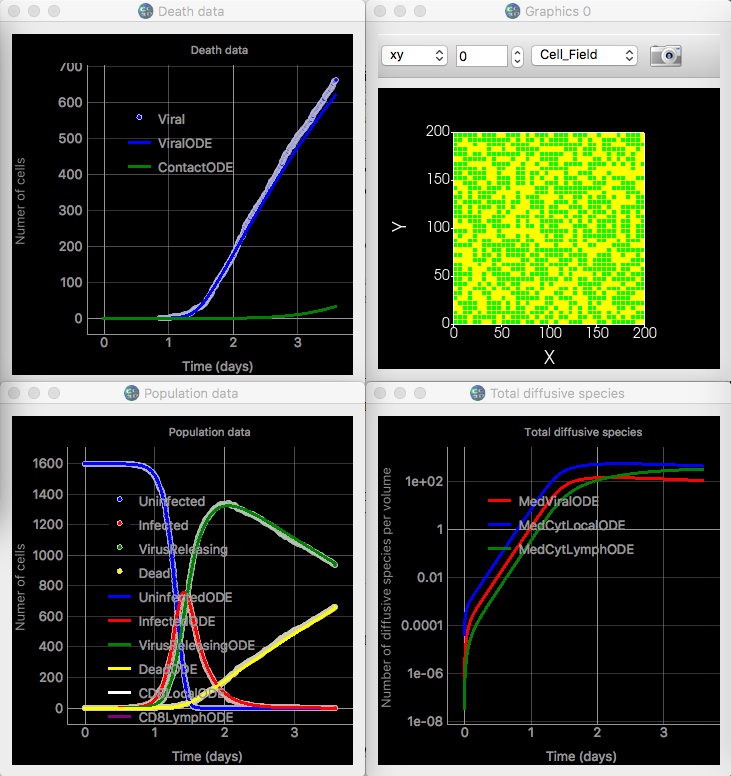 Death data
Death data
700
600
500
400
300
200
100
0
Numer of cells
Viral
ViralODE
ContactODE
0
1
2
3
Time (days)
Graphics 0
xy
0
Cell_Field
200
150
100
50
0
Y
0
50
100
150
200
X
Population data
Population data
1600
1400
1200
1000
800
600
400
200
0
Numer of cells
Uninfected
Infected
VirusReleasing
Dead
UninfectedODE
InfectedODE
VirusReleasingODE
DeadODE
CD8LocalODE
CD8LymphODE
0
1
2
3
Time (days)
Total diffusive species
Total diffusive species
1e+02
1
0.01
0.0001
1e-06
1e-08
Number of diffusive species per volume
MedViralODE
MedCytLocalODE
MedCytLymphODE
0
1
2
3
Time (days)